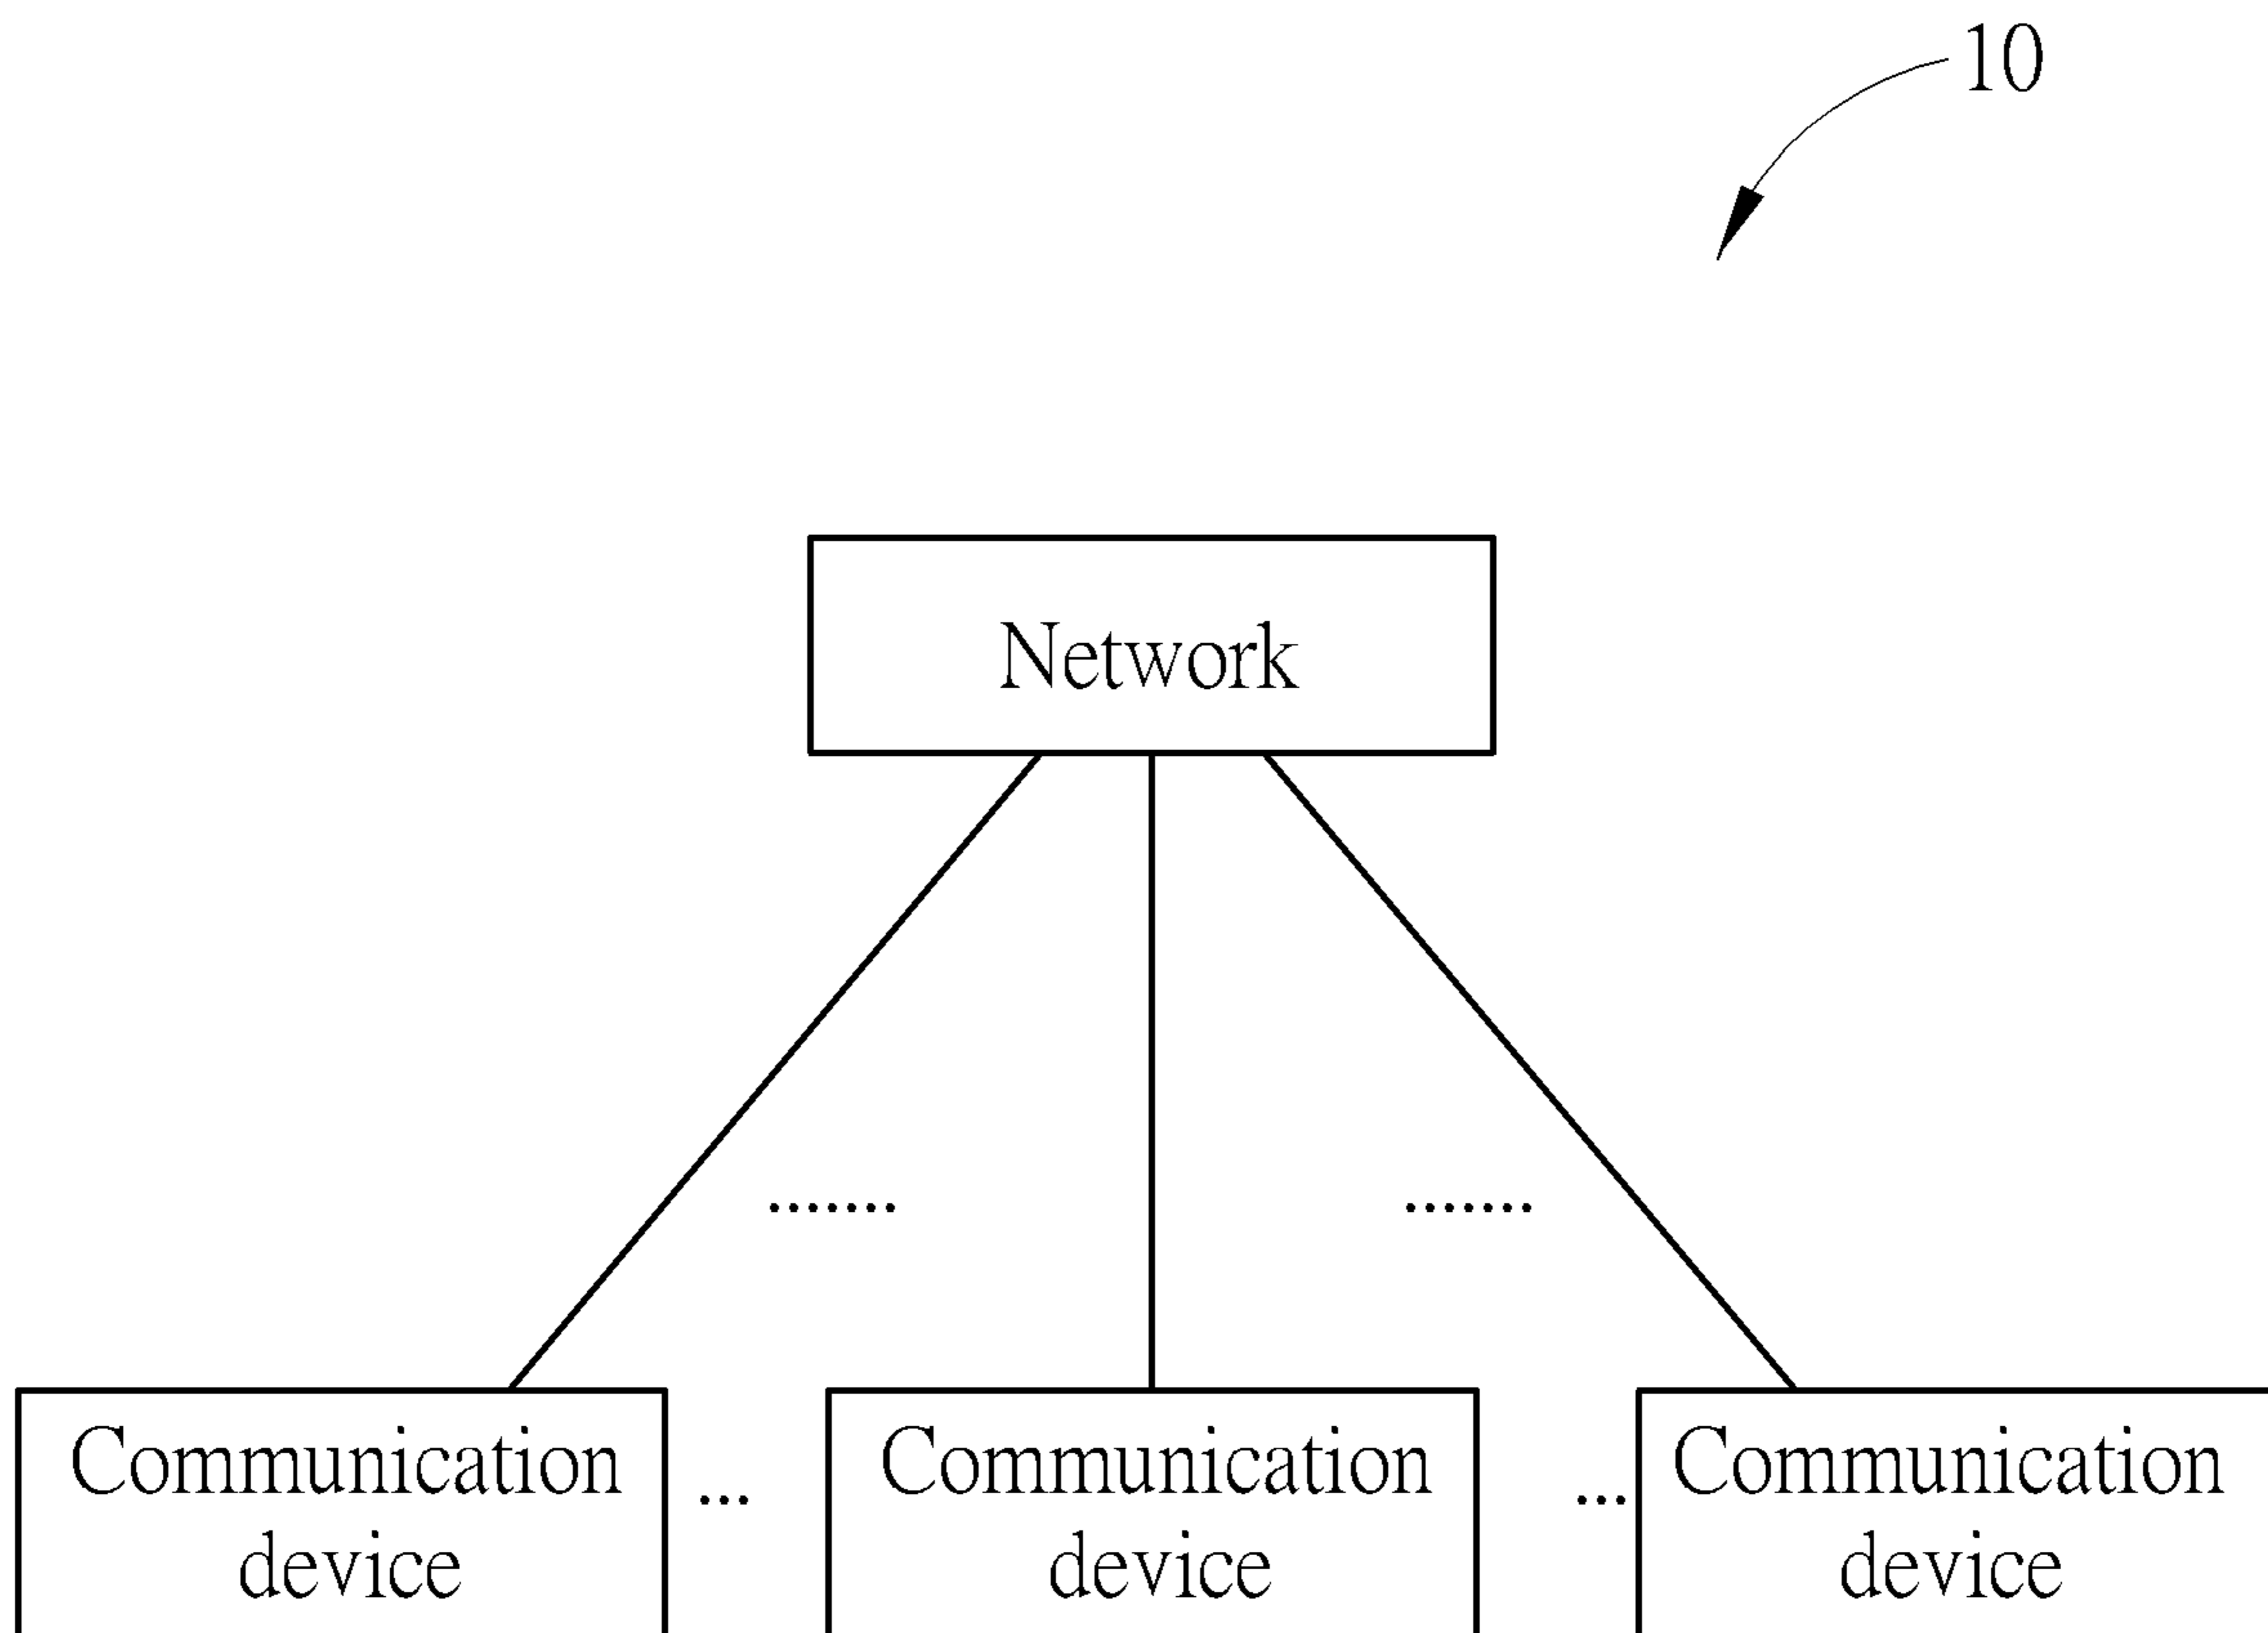 10
Network
.......   .......
Communication ... Communication ... Communication
device device device